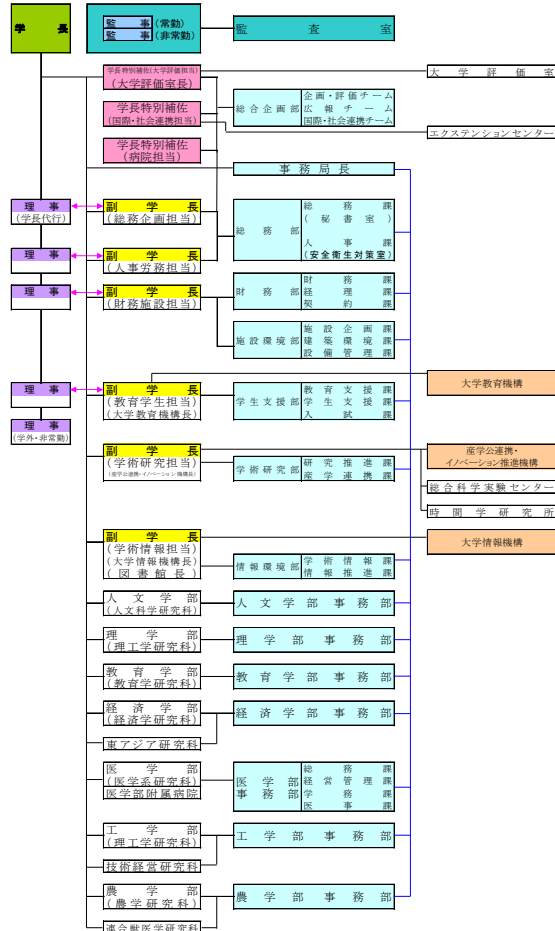 学長
監事(常勤)
監事(非常勤)
監査室
学長特別補佐(大学評価担当)
(大学評価室長)
大学評価室
学長特別補佐
(国際・社会連携担当)
総合企画部
企画・評価チーム
広報チーム
国際・社会連携チーム
エクステンションセンター
学長特別補佐
(病院担当)
事務局長
理事
(学長代行)
副学長
(総務企画担当)
総務部
総務課
(秘書室)
人事課
(安全衛生対策室)
理事
副学長
(人事労務担当)
理事
副学長
(財務施設担当)
財務部
財務課
経理課
契約課
施設環境部
施設企画課
建築環境課
設備管理課
理事
副学長
(教育学生担当)
(大学教育機構長)
学生支援部
教育支援課
学生支援課
入試課
大学教育機構
理事
(学外・非常勤)
副学長
(学術研究担当)
(産学公連携・イノベーション機構長)
学術研究部
研究推進課
産学連携課
産学公連携・
イノベーション推進機構
総合科学実験センター
時間学研究所
副学長
(学術情報担当)
(大学情報機構長)
(図書館長)
情報環境部
学術情報課
情報推進課
大学情報機構
人文学部
(人文科学研究科)
人文学部事務部
理学部
(理工学研究科)
理学部事務部
教育学部
(教育学研究科)
教育学部事務部
経済学部
(経済学研究科)
経済学部事務部
東アジア研究科
医学部
(医学系研究科)
医学部附属病院
医学部
事務部
総務課
経営管理課
学務課
医事課
工学部
(理工学研究科)
工学部事務部
技術経営研究科
農学部
(農学研究科)
農学部事務部
連合獣医学研究科